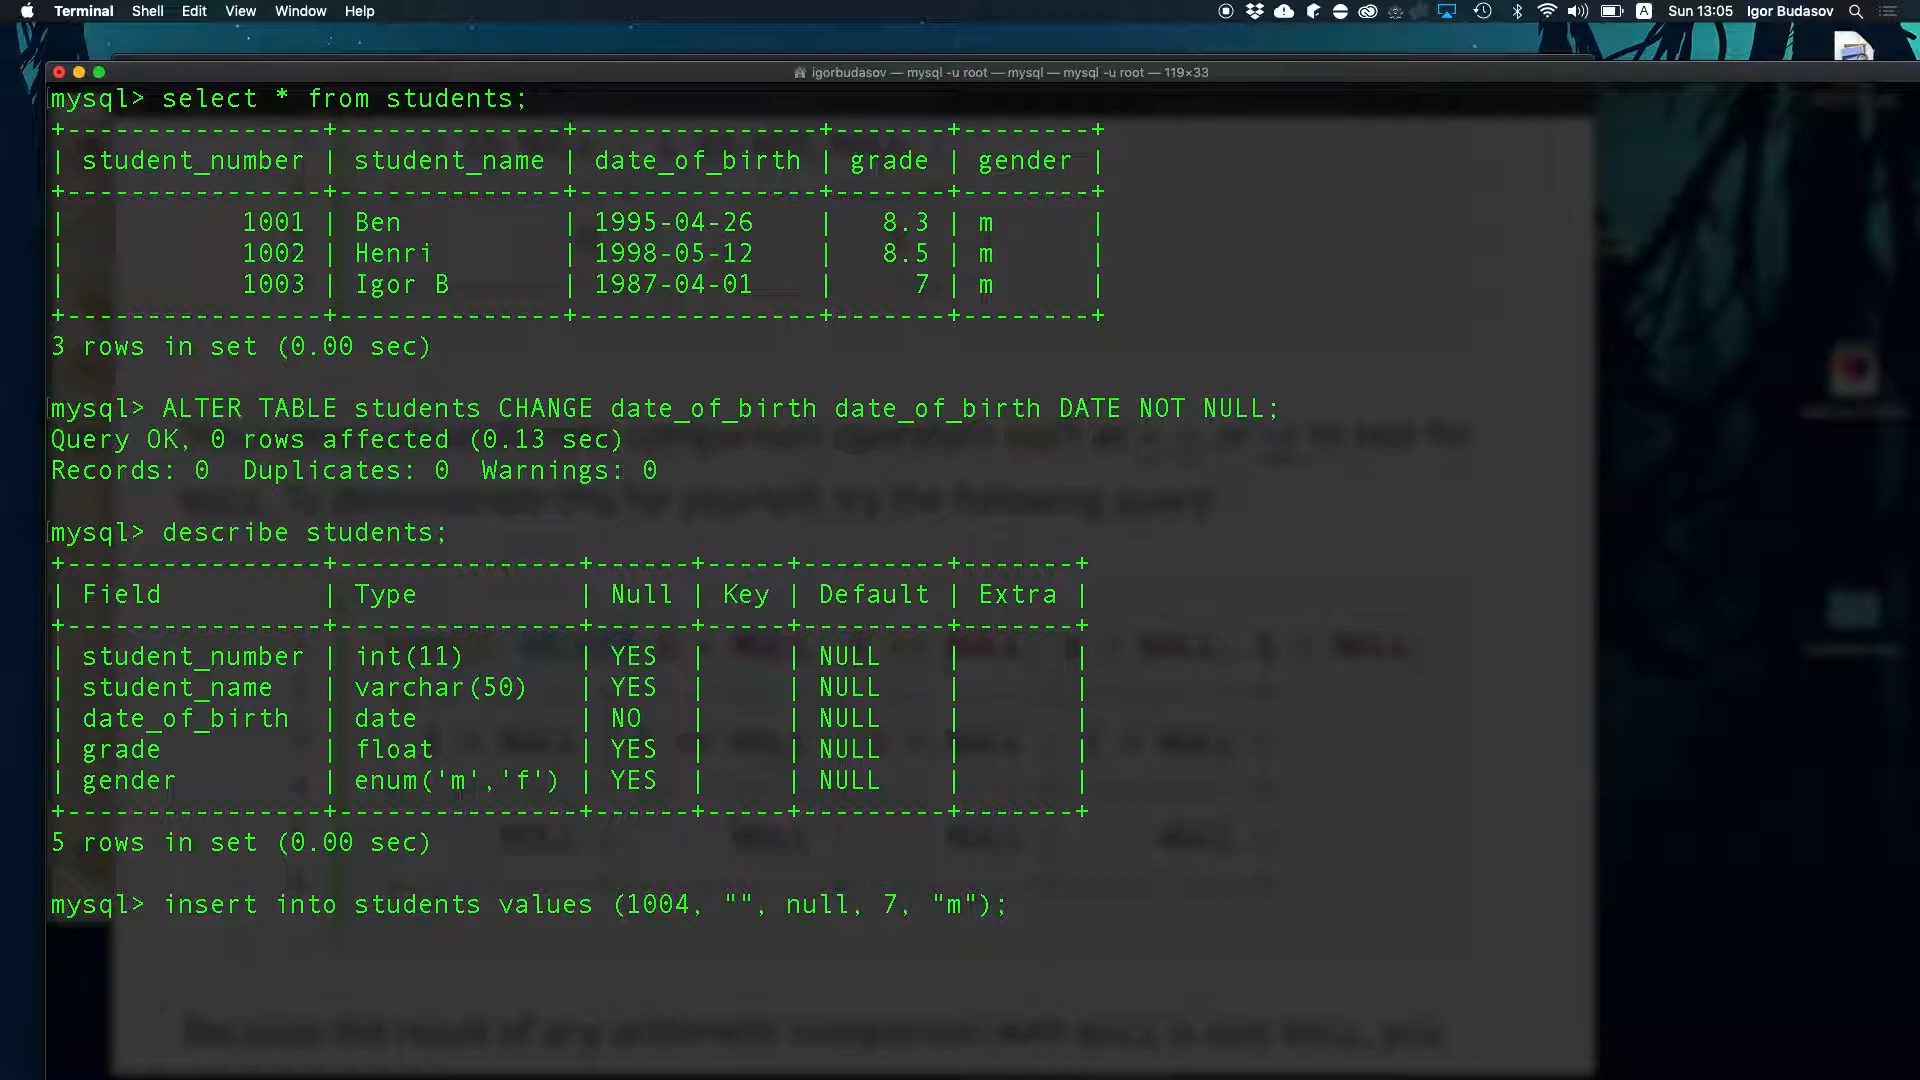 Terminal Shell Edit View Window Help Sun 13:05 Igor Budasov
igorbudasov — mysql -u root — mysql — mysql -u root — 119×33
mysql> select * from students;
+----------------+--------------+---------------+-------+--------+
| student_number | student_name | date_of_birth | grade | gender |
+----------------+--------------+---------------+-------+--------+
| 1001 | Ben | 1995-04-26 | 8.3 | m |
| 1002 | Henri | 1998-05-12 | 8.5 | m |
| 1003 | Igor B | 1987-04-01 | 7 | m |
+----------------+--------------+---------------+-------+--------+
3 rows in set (0.00 sec)
mysql> ALTER TABLE students CHANGE date_of_birth date_of_birth DATE NOT NULL;
Query OK, 0 rows affected (0.13 sec)
Records: 0  Duplicates: 0  Warnings: 0
mysql> describe students;
+----------------+---------------+------+-----+---------+-------+
| Field | Type | Null | Key | Default | Extra |
+----------------+---------------+------+-----+---------+-------+
| student_number | int(11) | YES | | NULL | |
| student_name | varchar(50) | YES | | NULL | |
| date_of_birth | date | NO | | NULL | |
| grade | float | YES | | NULL | |
| gender | enum('m','f') | YES | | NULL | |
+----------------+---------------+------+-----+---------+-------+
5 rows in set (0.00 sec)
mysql> insert into students values (1004, "", null, 7, "m");